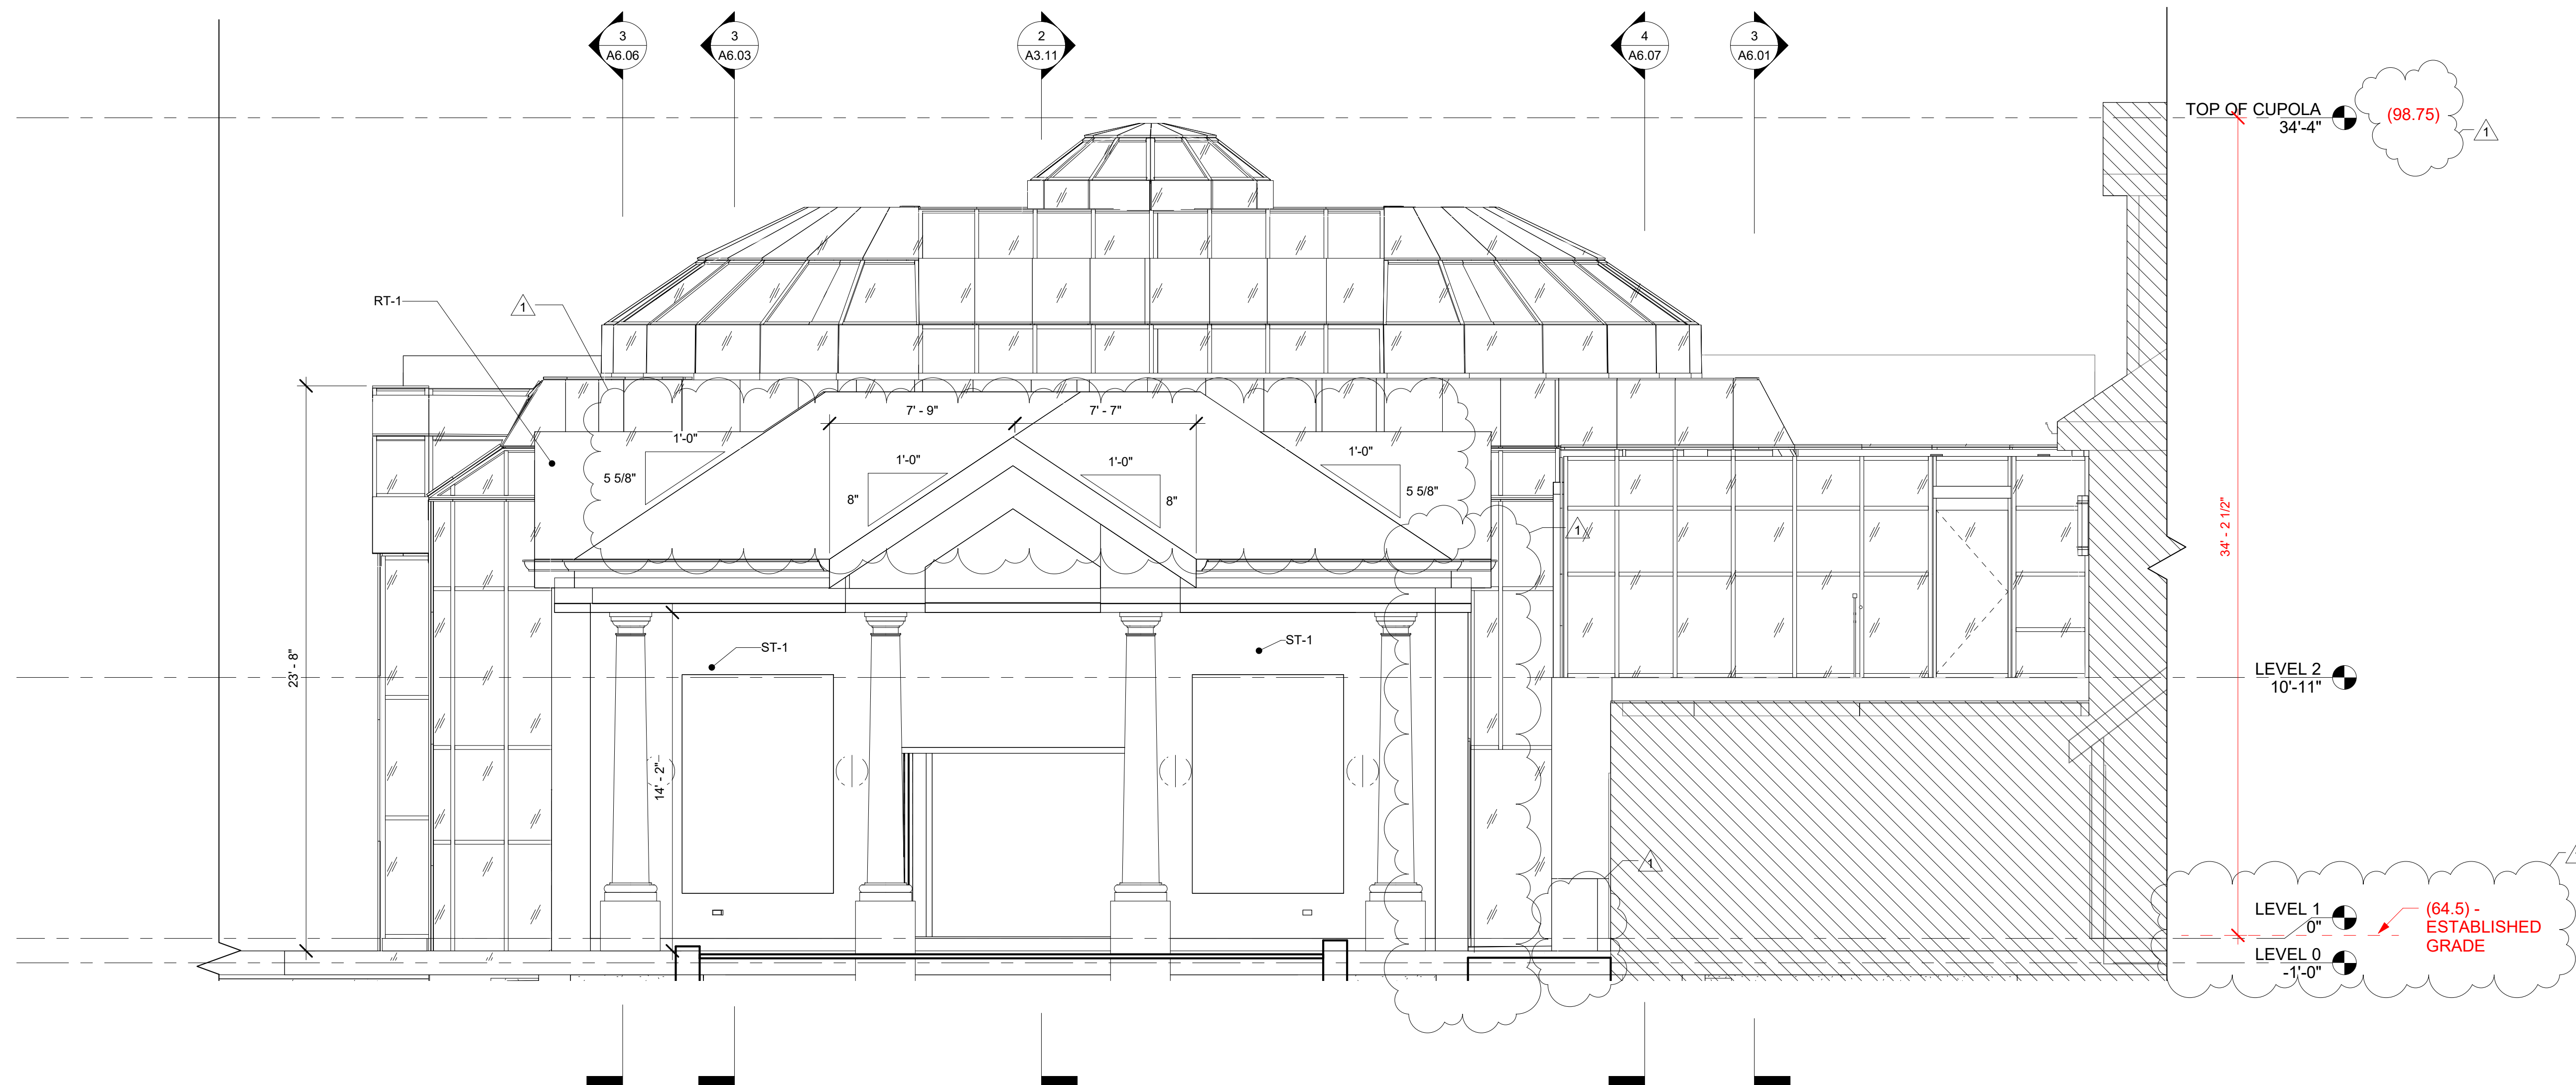 3
A6.06
3
A6.03
2
A3.11
4
A6.07
3
A6.01
TOP OF CUPOLA
34'-4"
(98.75)
1
RT-1
1
7' - 9"
7' - 7"
1'-0"
5 5/8"
1'-0"
8"
1'-0"
8"
1'-0"
5 5/8"
1
34' - 2 1/2"
23' - 8"
ST-1
ST-1
14' - 2"
LEVEL 2
10'-11"
1
LEVEL 1
0"
(64.5) -
ESTABLISHED
GRADE
LEVEL 0
-1'-0"